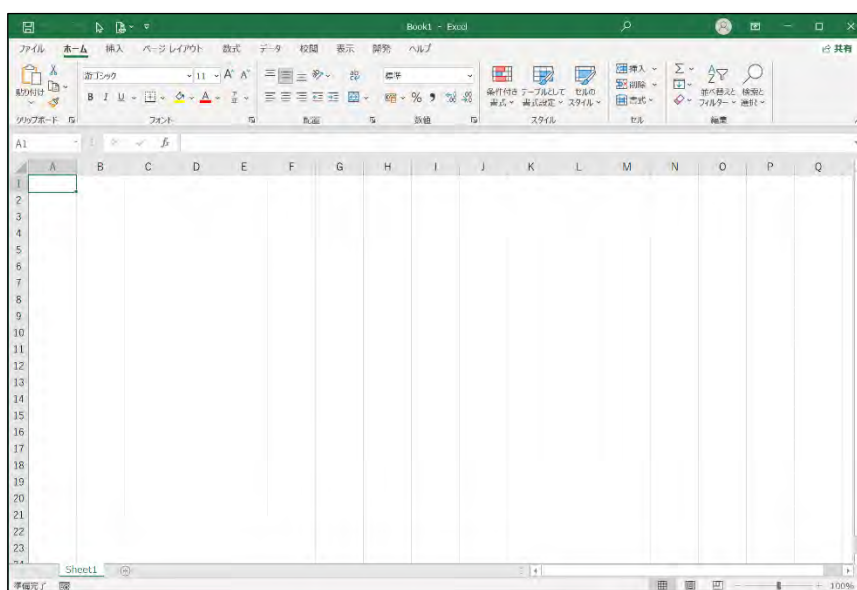 Book1 - Excel
ファイル ホーム 挿入 ページ レイアウト 数式 データ 校閲 表示 開発 ヘルプ 共有
貼り付け 游ゴシック 11 A A 標準 条件付き テーブルとして セルの 挿入 Σ 並べ替えと 検索と
B I U A % 書式 書式設定 スタイル 削除 フィルター 選択
書式
クリップボード フォント 配置 数値 スタイル セル 編集
A1 fx
A B C D E F G H I J K L M N O P Q
1
2
3
4
5
6
7
8
9
10
11
12
13
14
15
16
17
18
19
20
21
22
23
Sheet1
準備完了 100%